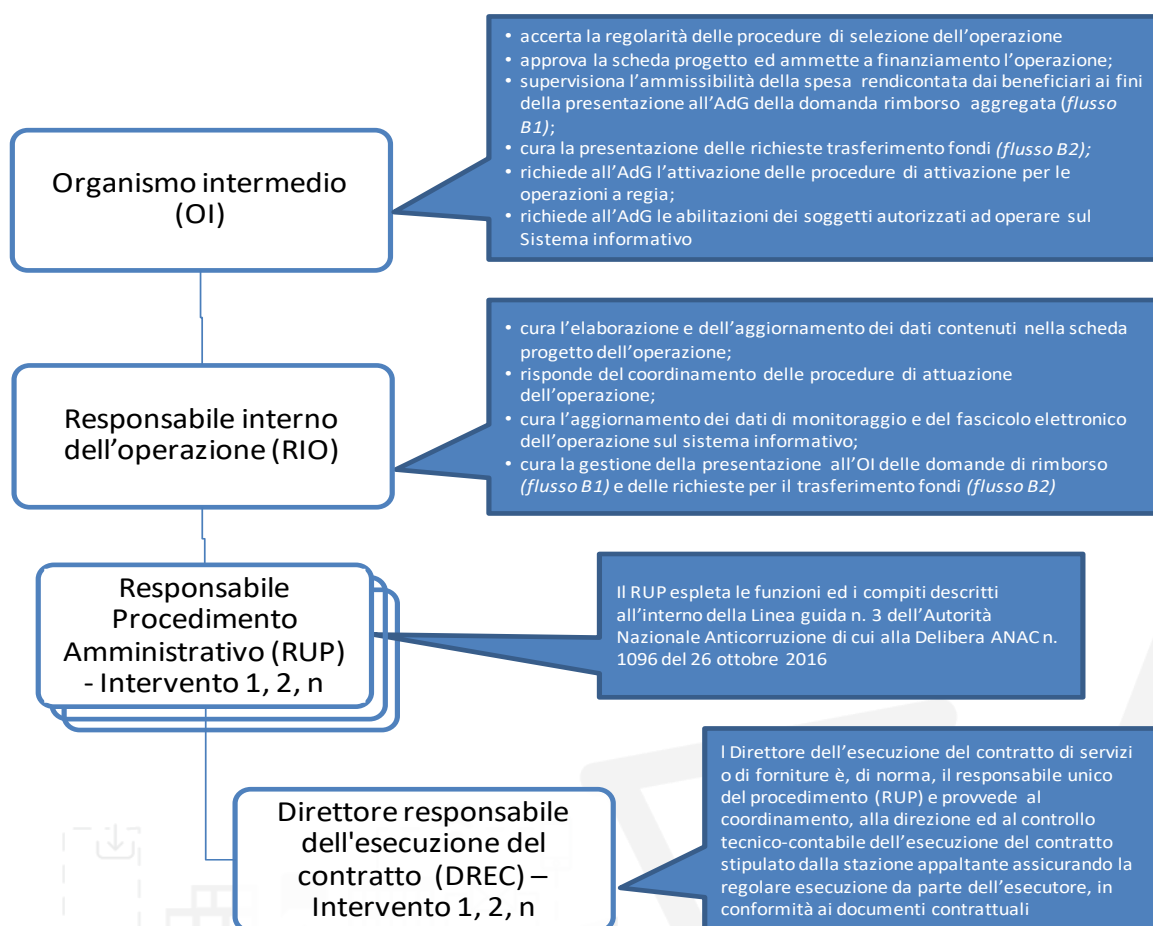 Organismo intermedio
(OI)
• accerta la regolarità delle procedure di selezione dell'operazione
• approva la scheda progetto ed ammette a finanziamento l'operazione;
• supervisiona l'ammissibilità della spesa rendicontata dai beneficiari ai fini
della presentazione all'AdG della domanda rimborso aggregata (flusso
B1);
• cura la presentazione delle richieste trasferimento fondi (flusso B2);
• richiede all'AdG l'attivazione delle procedure di attivazione per le
operazioni a regia;
• richiede all'AdG le abilitazioni dei soggetti autorizzati ad operare sul
Sistema informativo
Responsabile interno
dell'operazione (RIO)
• cura l'elaborazione e dell'aggiornamento dei dati contenuti nella scheda
progetto dell'operazione;
• risponde del coordinamento delle procedure di attuazione
dell'operazione;
• cura l'aggiornamento dei dati di monitoraggio e del fascicolo elettronico
dell'operazione sul sistema informativo;
• cura la gestione della presentazione all'OI delle domande di rimborso
(flusso B1) e delle richieste per il trasferimento fondi (flusso B2)
Responsabile
Procedimento
Amministrativo (RUP)
- Intervento 1, 2, n
Il RUP espleta le funzioni ed i compiti descritti
all'interno della Linea guida n. 3 dell'Autorità
Nazionale Anticorruzione di cui alla Delibera ANAC n.
1096 del 26 ottobre 2016
Direttore responsabile
dell'esecuzione del
contratto (DREC) –
Intervento 1, 2, n
l Direttore dell'esecuzione del contratto di servizi
o di forniture è, di norma, il responsabile unico
del procedimento (RUP) e provvede al
coordinamento, alla direzione ed al controllo
tecnico-contabile dell'esecuzione del contratto
stipulato dalla stazione appaltante assicurando la
regolare esecuzione da parte dell'esecutore, in
conformità ai documenti contrattuali